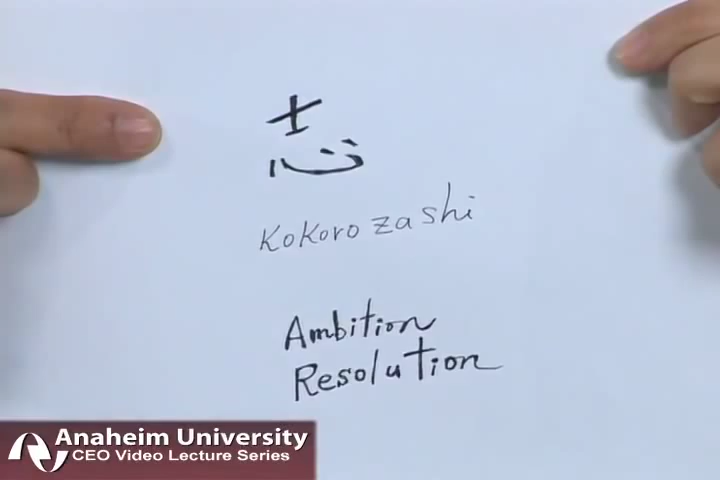 志
Kokorozashi
Ambition
Resolution
Anaheim University
CEO Video Lecture Series